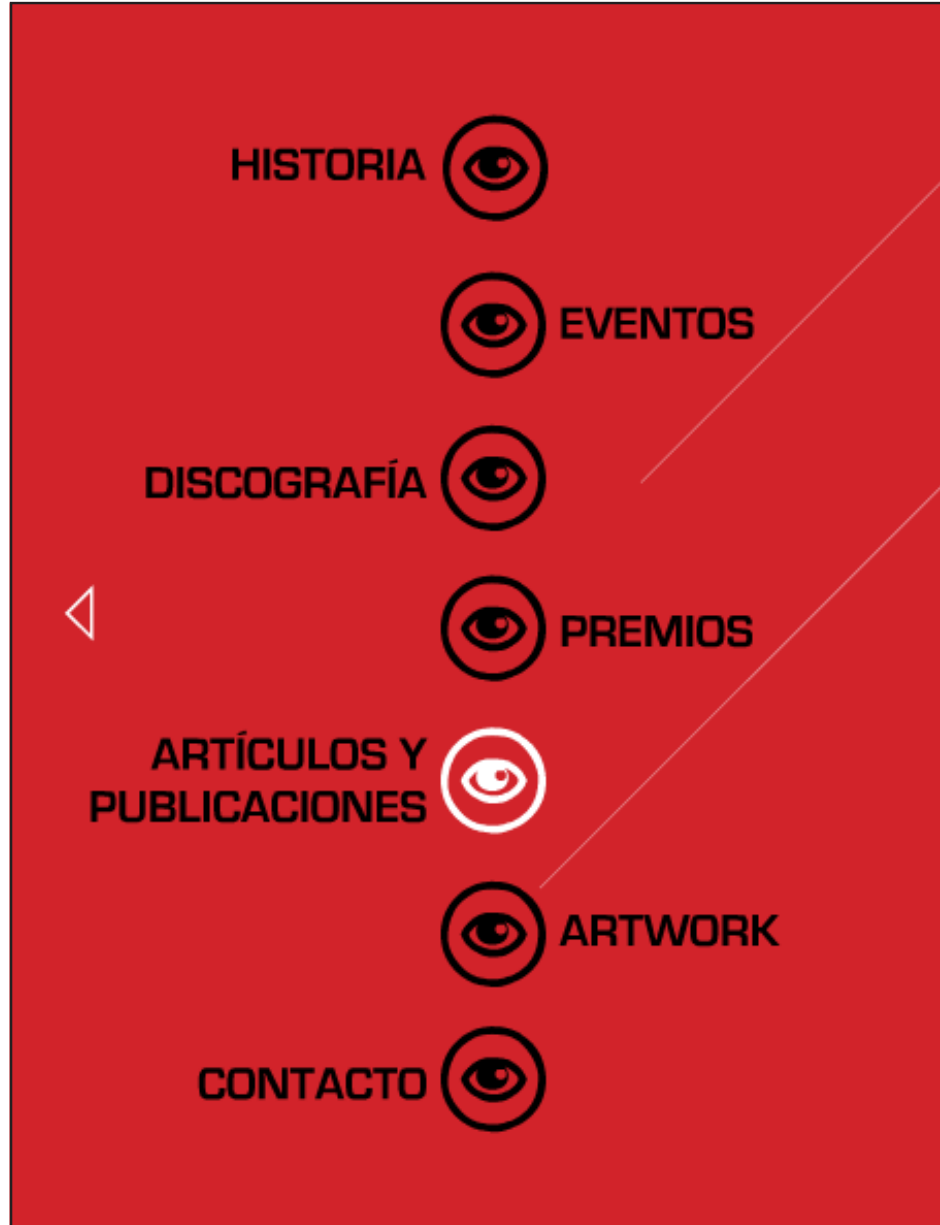 HISTORIA
EVENTOS
DISCOGRAFÍA
PREMIOS
ARTÍCULOS Y
PUBLICACIONES
ARTWORK
CONTACTO